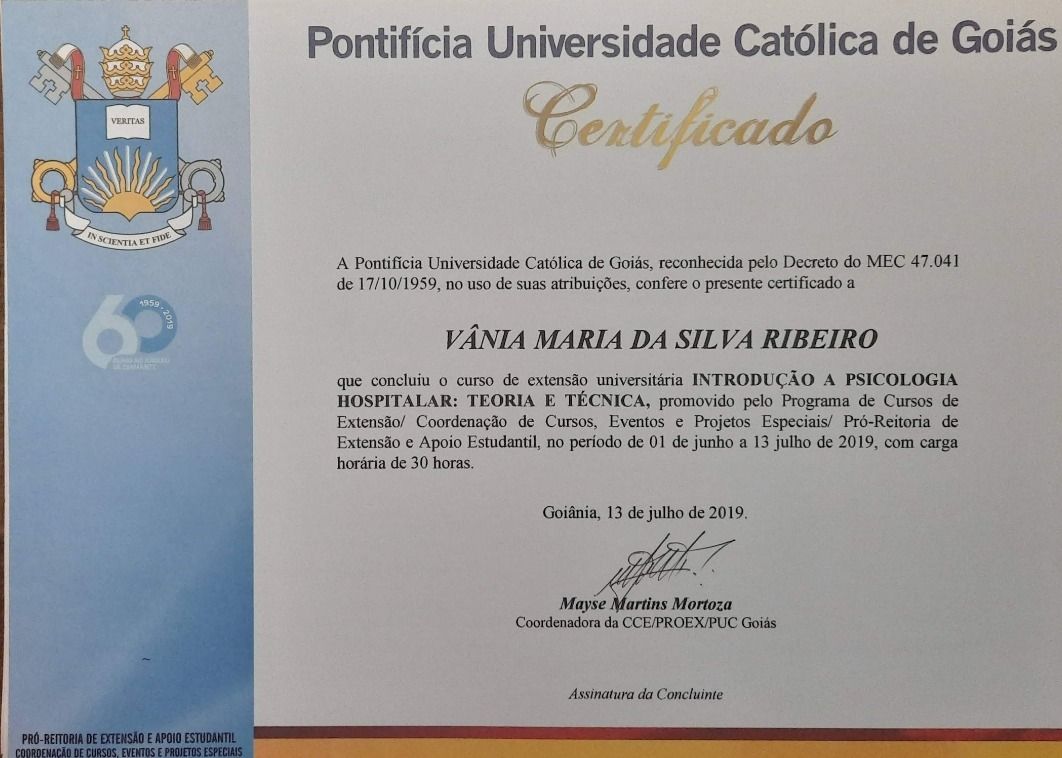 Pontifícia Universidade Católica de Goiás
Certificado
VERITAS
IN SCIENTIA ET FIDE
1959 - 2019
60
A Pontifícia Universidade Católica de Goiás, reconhecida pelo Decreto do MEC 47.041
de 17/10/1959, no uso de suas atribuições, confere o presente certificado a
VÂNIA MARIA DA SILVA RIBEIRO
que concluiu o curso de extensão universitária INTRODUÇÃO A PSICOLOGIA
HOSPITALAR: TEORIA E TÉCNICA, promovido pelo Programa de Cursos de
Extensão/ Coordenação de Cursos, Eventos e Projetos Especiais/ Pró-Reitoria de
Extensão e Apoio Estudantil, no período de 01 de junho a 13 julho de 2019, com carga
horária de 30 horas.
Goiânia, 13 de julho de 2019.
Mayse Martins Mortoza
Coordenadora da CCE/PROEX/PUC Goiás
Assinatura da Concluinte
PRÓ-REITORIA DE EXTENSÃO E APOIO ESTUDANTIL
COORDENAÇÃO DE CURSOS, EVENTOS E PROJETOS ESPECIAIS